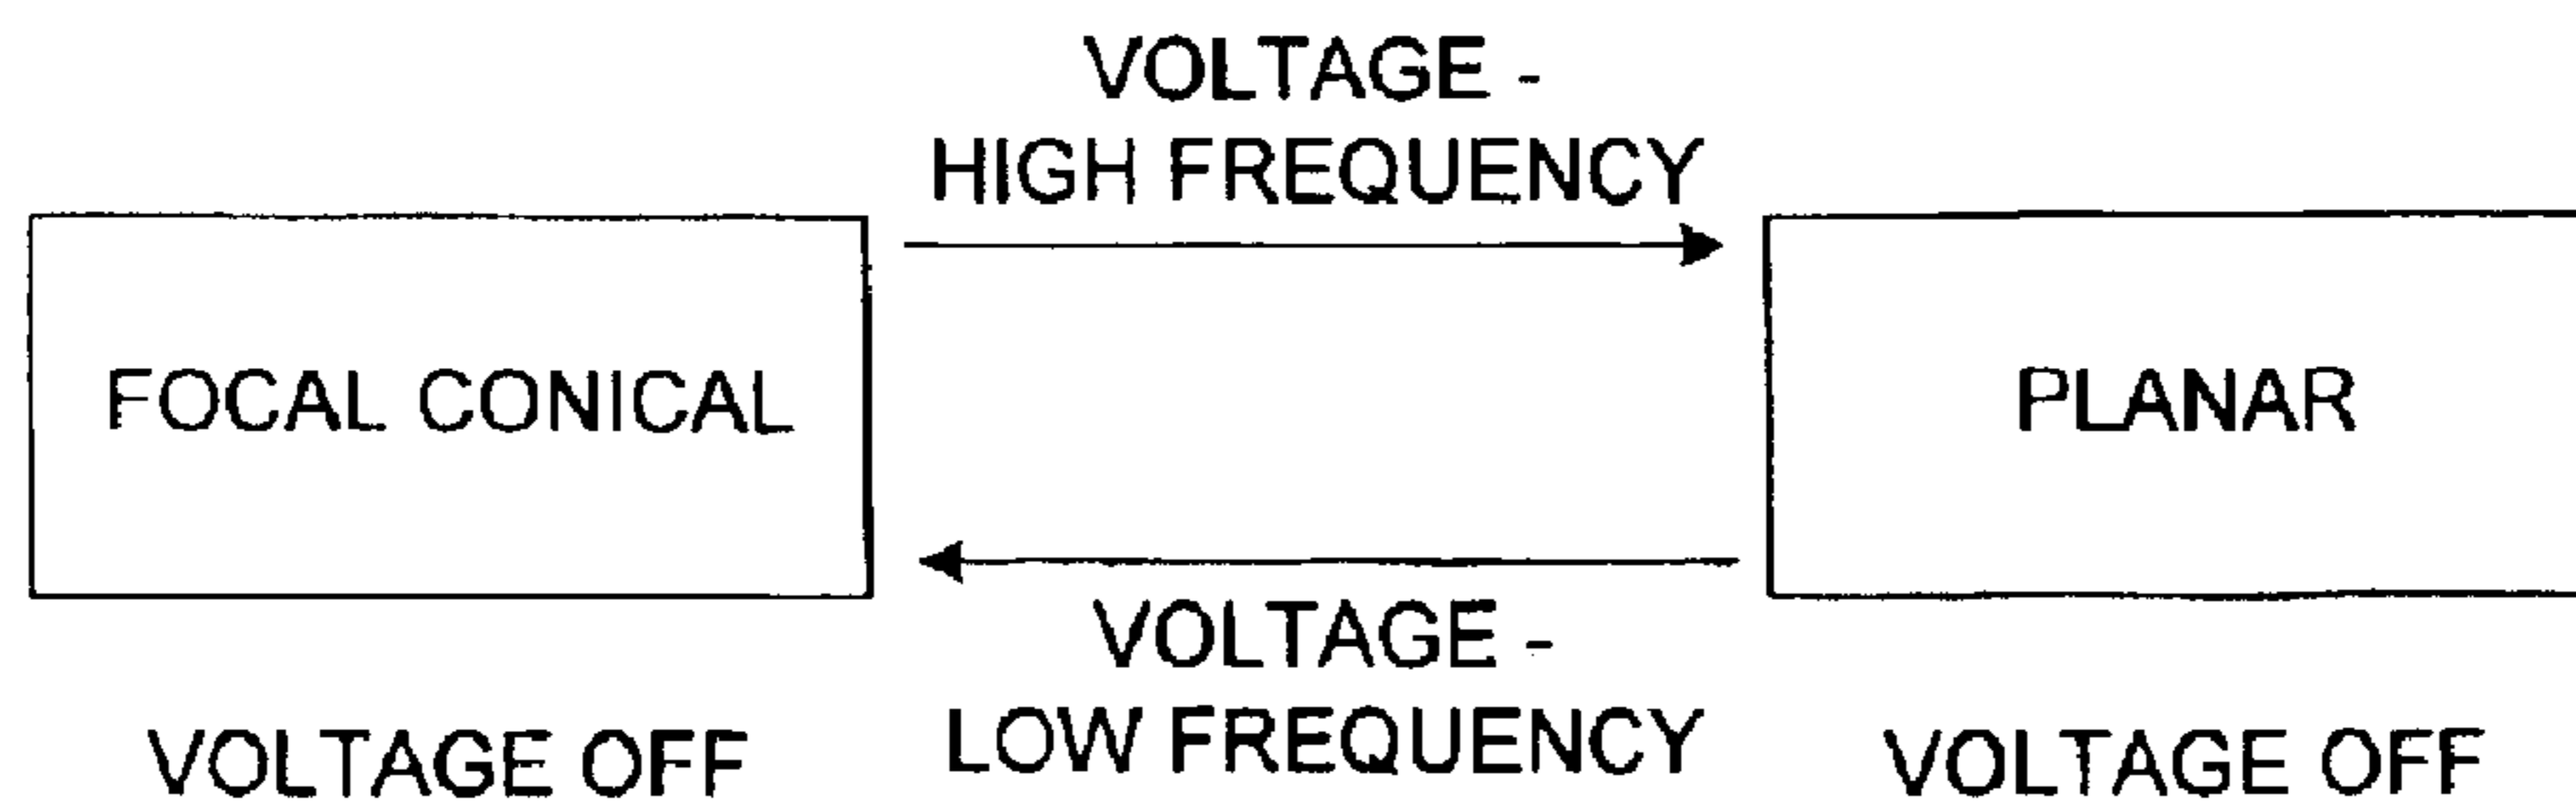 VOLTAGE -
HIGH FREQUENCY
FOCAL CONICAL
PLANAR
VOLTAGE -
LOW FREQUENCY
VOLTAGE OFF
VOLTAGE OFF